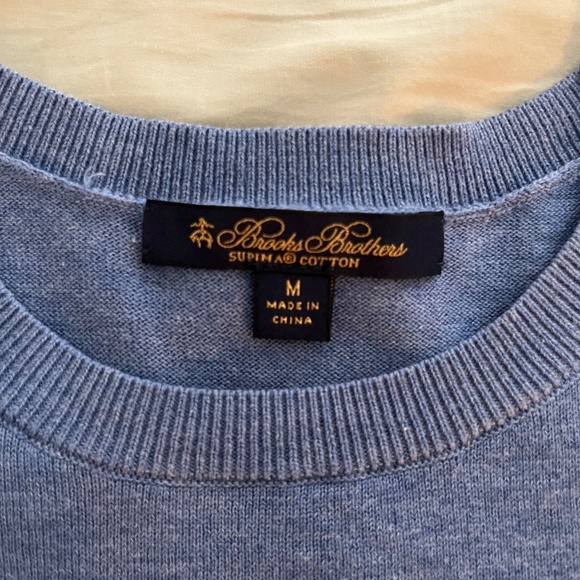 Brooks Brothers
SUPIMA® COTTON
M
MADE IN
CHINA